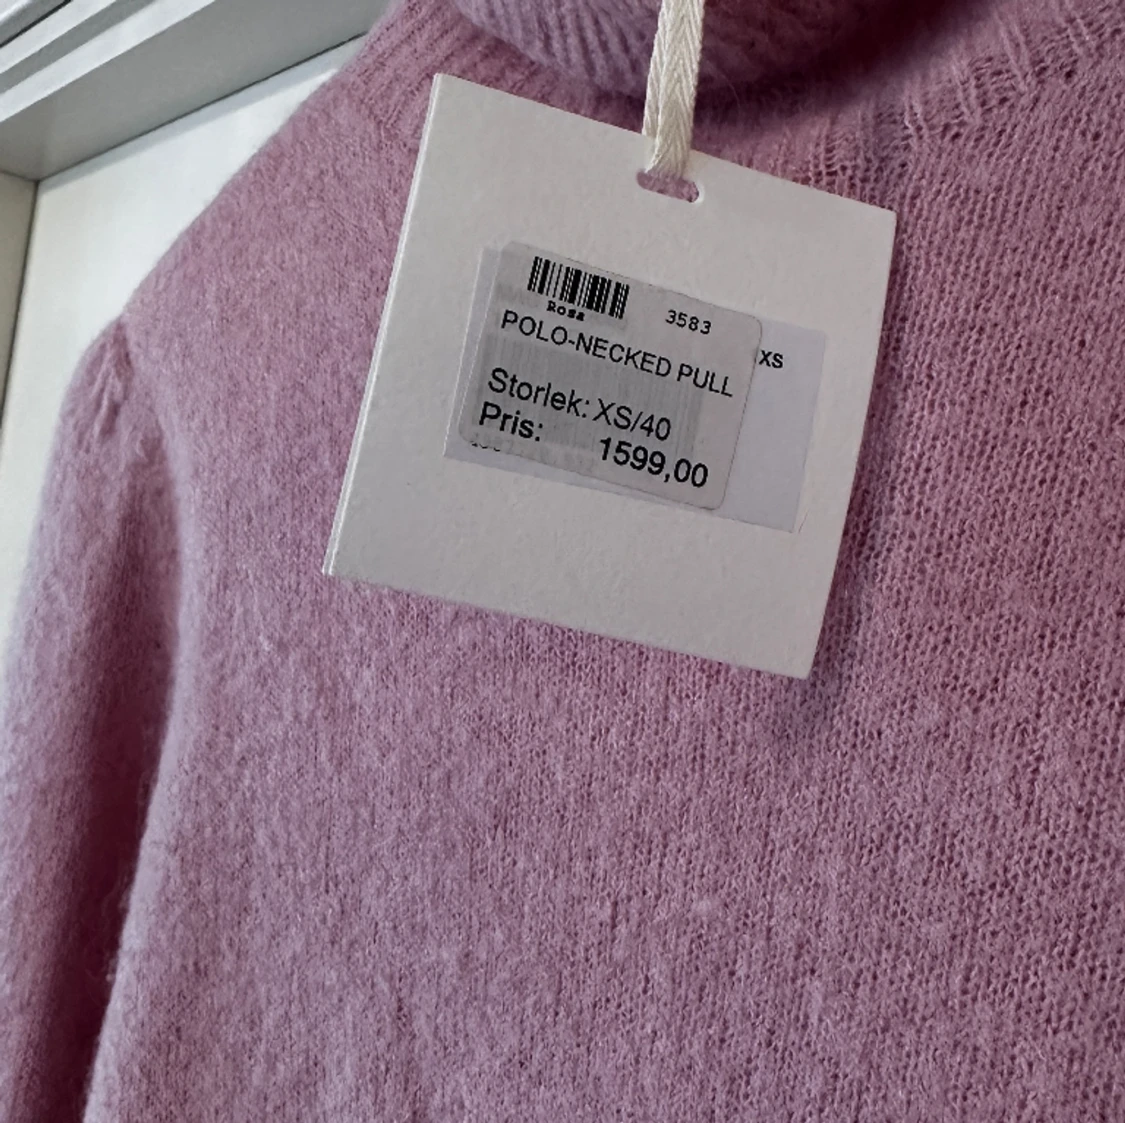 Rosa 3583
POLO-NECKED PULL
XS
Storlek: XS/40
Pris: 1599,00